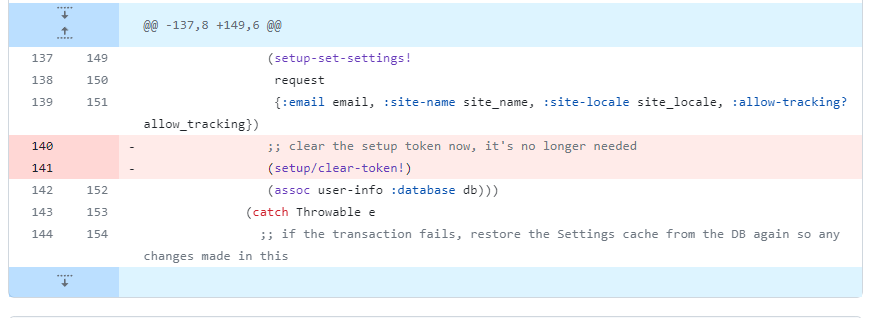 @@ -137,8 +149,6 @@
137 149 (setup-set-settings!
138 150 request
139 151 {:email email, :site-name site_name, :site-locale site_locale, :allow-tracking?
allow_tracking})
140 - ;; clear the setup token now, it's no longer needed
141 - (setup/clear-token!)
142 152 (assoc user-info :database db)))
143 153 (catch Throwable e
144 154 ;; if the transaction fails, restore the Settings cache from the DB again so any
changes made in this